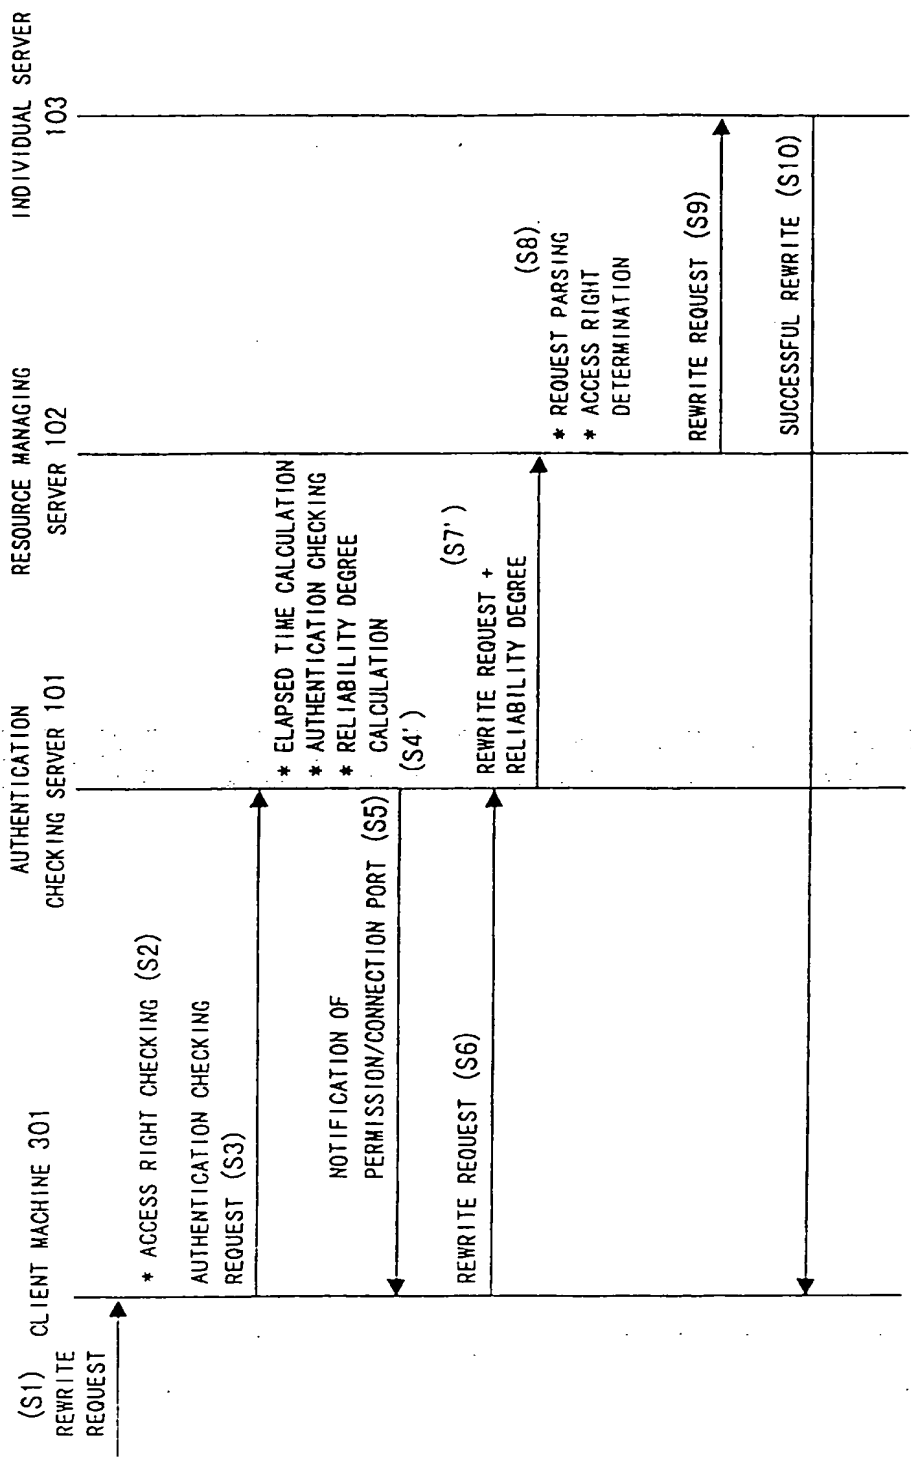 (S1)
REWRITE
REQUEST
CLIENT MACHINE 301
AUTHENTICATION
CHECKING SERVER 101
RESOURCE MANAGING
SERVER 102
INDIVIDUAL SERVER
103
* ACCESS RIGHT CHECKING (S2)
AUTHENTICATION CHECKING
REQUEST (S3)
* ELAPSED TIME CALCULATION
* AUTHENTICATION CHECKING
* RELIABILITY DEGREE
CALCULATION
(S4')
NOTIFICATION OF
PERMISSION/CONNECTION PORT (S5)
REWRITE REQUEST (S6)
(S7')
REWRITE REQUEST +
RELIABILITY DEGREE
(S8)
* REQUEST PARSING
* ACCESS RIGHT
DETERMINATION
REWRITE REQUEST (S9)
SUCCESSFUL REWRITE (S10)